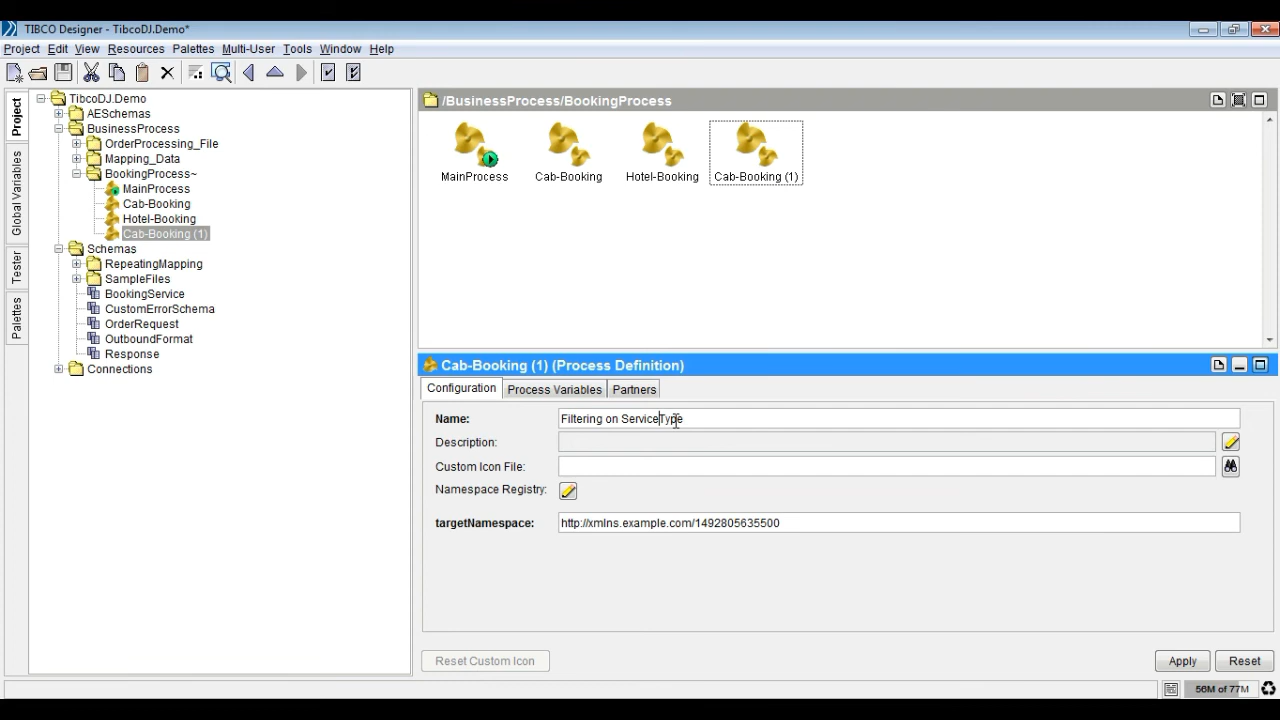 TIBCO Designer - TibcoDJ.Demo*
Project Edit View Resources Palettes Multi-User Tools Window Help
Project
Global Variables
Tester
Palettes
TibcoDJ.Demo
AESchemas
BusinessProcess
OrderProcessing_File
Mapping_Data
BookingProcess~
MainProcess
Cab-Booking
Hotel-Booking
Cab-Booking (1)
Schemas
RepeatingMapping
SampleFiles
BookingService
CustomErrorSchema
OrderRequest
OutboundFormat
Response
Connections
/BusinessProcess/BookingProcess
MainProcess Cab-Booking Hotel-Booking Cab-Booking (1)
Cab-Booking (1) (Process Definition)
Configuration Process Variables Partners
Name: Filtering on ServiceType
Description:
Custom Icon File:
Namespace Registry:
targetNamespace: http://xmlns.example.com/1492805635500
Reset Custom Icon Apply Reset
56M of 77M